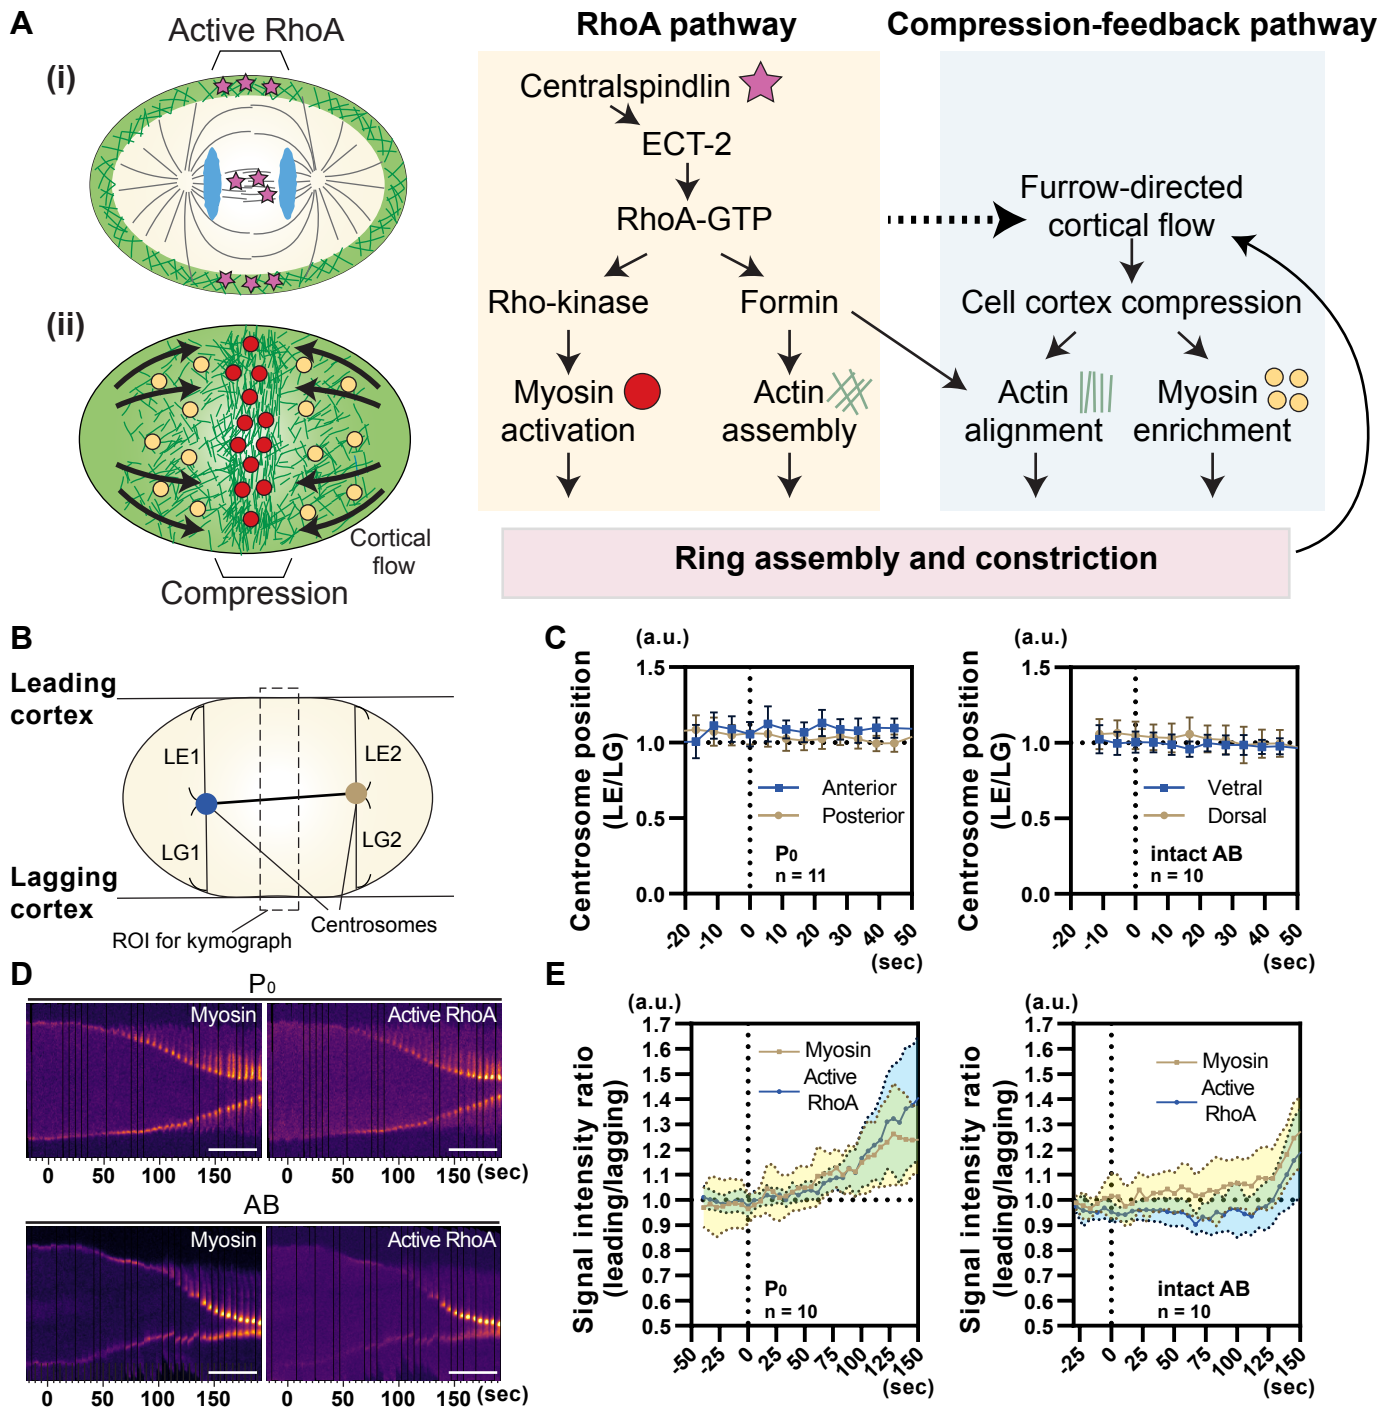 A
Active RhoA
(i)
(ii)
Cortical
flow
Compression
RhoA pathway
Compression-feedback pathway
Centralspindlin
ECT-2
RhoA-GTP
Rho-kinase
Formin
Myosin
activation
Actin
assembly
Furrow-directed
cortical flow
Cell cortex compression
Actin
alignment
Myosin
enrichment
Ring assembly and constriction
B
Leading
cortex
LE1
LE2
LG1
LG2
Lagging
cortex
Centrosomes
ROI for kymograph
C
(a.u.)
Centrosome position
(LE/LG)
1.5
1.0
0.5
0.0
Anterior
Posterior
P0
n = 11
-20
-10
0
10
20
30
40
50
(sec)
(a.u.)
Centrosome position
(LE/LG)
1.5
1.0
0.5
0.0
Vetral
Dorsal
intact AB
n = 10
-20
-10
0
10
20
30
40
50
(sec)
D
P0
Myosin
Active RhoA
0 50 100 150
0 50 100 150 (sec)
AB
Myosin
Active RhoA
0 50 100 150
0 50 100 150 (sec)
E
(a.u.)
Signal intensity ratio
(leading/lagging)
1.7
1.6
1.5
1.4
1.3
1.2
1.1
1.0
0.9
0.8
0.7
0.6
0.5
Myosin
Active
RhoA
P0
n = 10
-50
-25
0
25
50
75
100
125
150
(sec)
(a.u.)
Signal intensity ratio
(leading/lagging)
1.7
1.6
1.5
1.4
1.3
1.2
1.1
1.0
0.9
0.8
0.7
0.6
0.5
Myosin
Active
RhoA
intact AB
n = 10
-25
0
25
50
75
100
125
150
(sec)